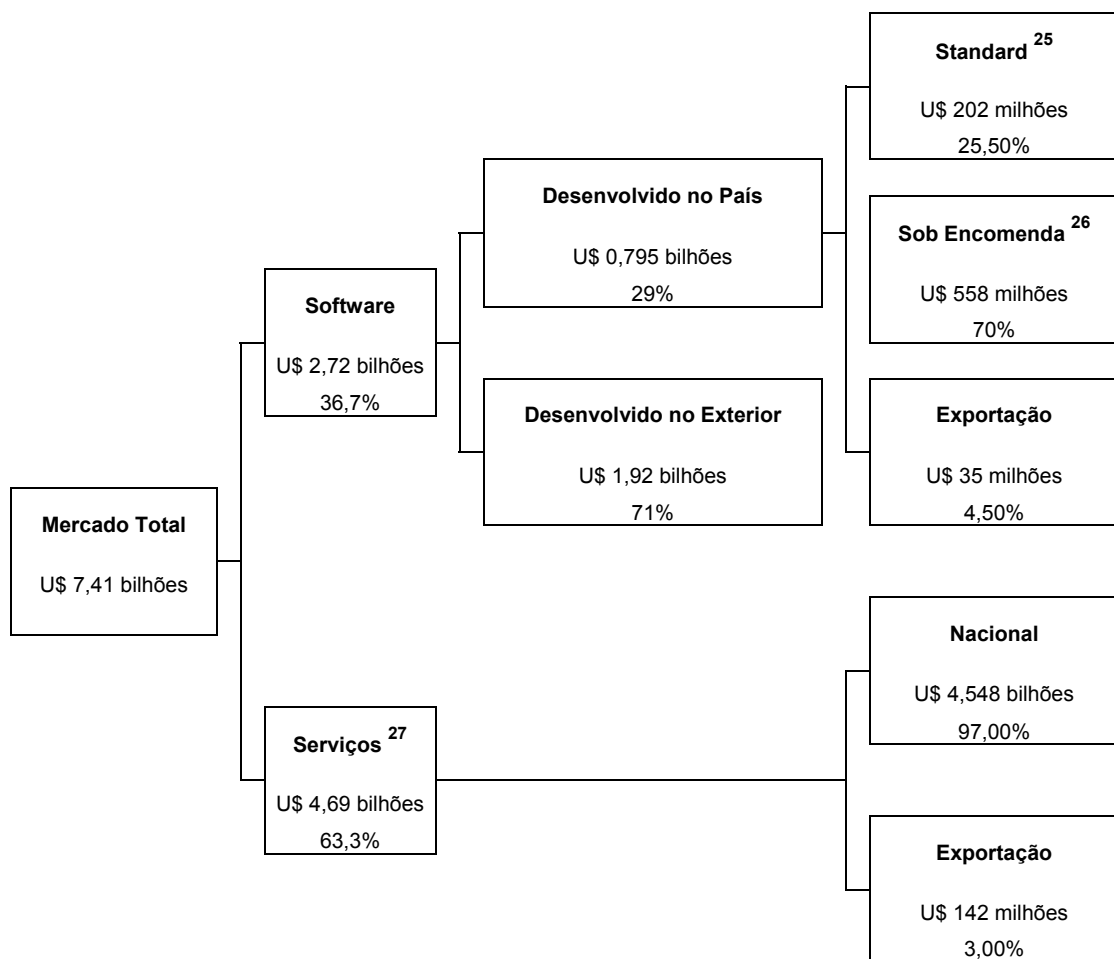 Standard 25
U$ 202 milhões
25,50%
Desenvolvido no País
U$ 0,795 bilhões
29%
Sob Encomenda 26
U$ 558 milhões
70%
Software
U$ 2,72 bilhões
36,7%
Desenvolvido no Exterior
U$ 1,92 bilhões
71%
Exportação
U$ 35 milhões
4,50%
Mercado Total
U$ 7,41 bilhões
Nacional
U$ 4,548 bilhões
97,00%
Serviços 27
U$ 4,69 bilhões
63,3%
Exportação
U$ 142 milhões
3,00%